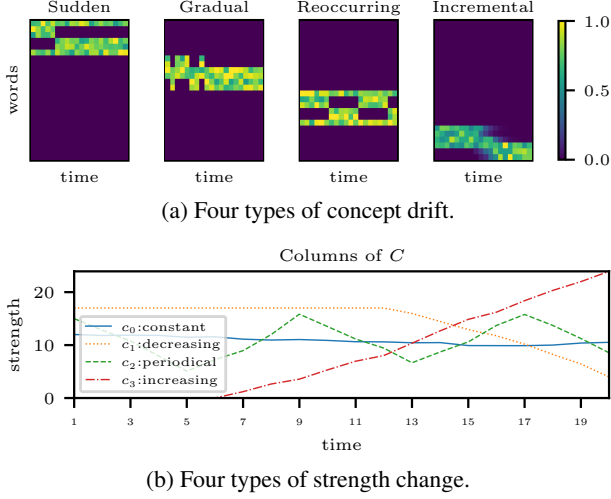 Sudden Gradual Reoccurring Incremental
words
1.0
0.5
0.0
time time time time
(a) Four types of concept drift.
Columns of C
strength
20
10
0
c₀:constant
c₁:decreasing
c₂:periodical
c₃:increasing
1 3 5 7 9 11 13 15 17 19
time
(b) Four types of strength change.